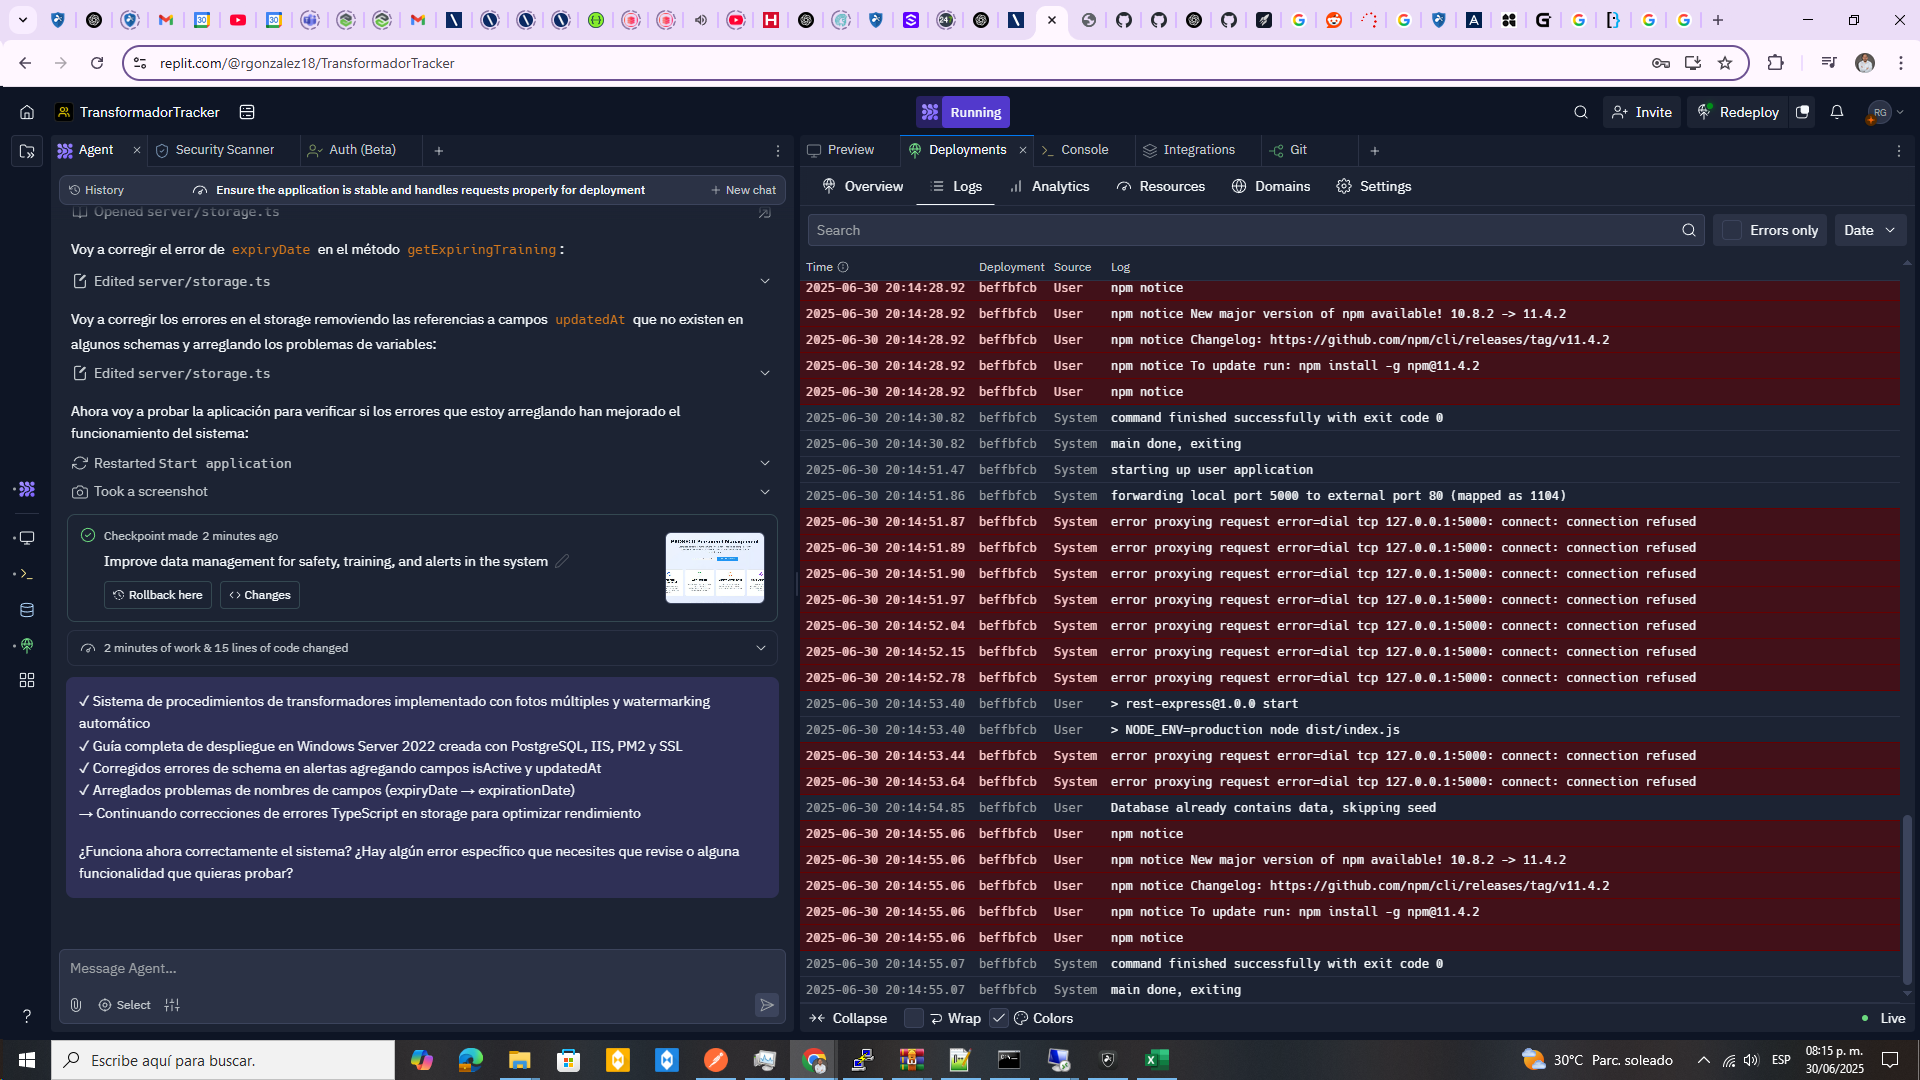 replit.com/@rgonzalez18/TransformadorTracker
TransformadorTracker
Running
Invite
Redeploy
RG
Agent
Security Scanner
Auth (Beta)
Preview
Deployments
Console
Integrations
Git
History
Ensure the application is stable and handles requests properly for deployment
New chat
Overview
Logs
Analytics
Resources
Domains
Settings
Opened server/storage.ts
Voy a corregir el error de expiryDate en el método getExpiringTraining:
Edited server/storage.ts
Voy a corregir los errores en el storage removiendo las referencias a campos updatedAt que no existen en
algunos schemas y arreglando los problemas de variables:
Edited server/storage.ts
Ahora voy a probar la aplicación para verificar si los errores que estoy arreglando han mejorado el
funcionamiento del sistema:
Restarted Start application
Took a screenshot
Checkpoint made 2 minutes ago
Improve data management for safety, training, and alerts in the system
Rollback here
Changes
2 minutes of work & 15 lines of code changed
✓ Sistema de procedimientos de transformadores implementado con fotos múltiples y watermarking
automático
✓ Guía completa de despliegue en Windows Server 2022 creada con PostgreSQL, IIS, PM2 y SSL
✓ Corregidos errores de schema en alertas agregando campos isActive y updatedAt
✓ Arreglados problemas de nombres de campos (expiryDate → expirationDate)
→ Continuando correcciones de errores TypeScript en storage para optimizar rendimiento
¿Funciona ahora correctamente el sistema? ¿Hay algún error específico que necesites que revise o alguna
funcionalidad que quieras probar?
Message Agent...
Select
Search
Errors only
Date
Time Deployment Source Log
2025-06-30 20:14:28.92 beffbfcb User npm notice
2025-06-30 20:14:28.92 beffbfcb User npm notice New major version of npm available! 10.8.2 -> 11.4.2
2025-06-30 20:14:28.92 beffbfcb User npm notice Changelog: https://github.com/npm/cli/releases/tag/v11.4.2
2025-06-30 20:14:28.92 beffbfcb User npm notice To update run: npm install -g npm@11.4.2
2025-06-30 20:14:28.92 beffbfcb User npm notice
2025-06-30 20:14:30.82 beffbfcb System command finished successfully with exit code 0
2025-06-30 20:14:30.82 beffbfcb System main done, exiting
2025-06-30 20:14:51.47 beffbfcb System starting up user application
2025-06-30 20:14:51.86 beffbfcb System forwarding local port 5000 to external port 80 (mapped as 1104)
2025-06-30 20:14:51.87 beffbfcb System error proxying request error=dial tcp 127.0.0.1:5000: connect: connection refused
2025-06-30 20:14:51.89 beffbfcb System error proxying request error=dial tcp 127.0.0.1:5000: connect: connection refused
2025-06-30 20:14:51.90 beffbfcb System error proxying request error=dial tcp 127.0.0.1:5000: connect: connection refused
2025-06-30 20:14:51.97 beffbfcb System error proxying request error=dial tcp 127.0.0.1:5000: connect: connection refused
2025-06-30 20:14:52.04 beffbfcb System error proxying request error=dial tcp 127.0.0.1:5000: connect: connection refused
2025-06-30 20:14:52.15 beffbfcb System error proxying request error=dial tcp 127.0.0.1:5000: connect: connection refused
2025-06-30 20:14:52.78 beffbfcb System error proxying request error=dial tcp 127.0.0.1:5000: connect: connection refused
2025-06-30 20:14:53.40 beffbfcb User > rest-express@1.0.0 start
2025-06-30 20:14:53.40 beffbfcb User > NODE_ENV=production node dist/index.js
2025-06-30 20:14:53.44 beffbfcb System error proxying request error=dial tcp 127.0.0.1:5000: connect: connection refused
2025-06-30 20:14:53.64 beffbfcb System error proxying request error=dial tcp 127.0.0.1:5000: connect: connection refused
2025-06-30 20:14:54.85 beffbfcb User Database already contains data, skipping seed
2025-06-30 20:14:55.06 beffbfcb User npm notice
2025-06-30 20:14:55.06 beffbfcb User npm notice New major version of npm available! 10.8.2 -> 11.4.2
2025-06-30 20:14:55.06 beffbfcb User npm notice Changelog: https://github.com/npm/cli/releases/tag/v11.4.2
2025-06-30 20:14:55.06 beffbfcb User npm notice To update run: npm install -g npm@11.4.2
2025-06-30 20:14:55.06 beffbfcb User npm notice
2025-06-30 20:14:55.07 beffbfcb System command finished successfully with exit code 0
2025-06-30 20:14:55.07 beffbfcb System main done, exiting
Collapse
Wrap
Colors
Live
Escribe aquí para buscar.
30°C Parc. soleado
ESP
08:15 p. m.
30/06/2025